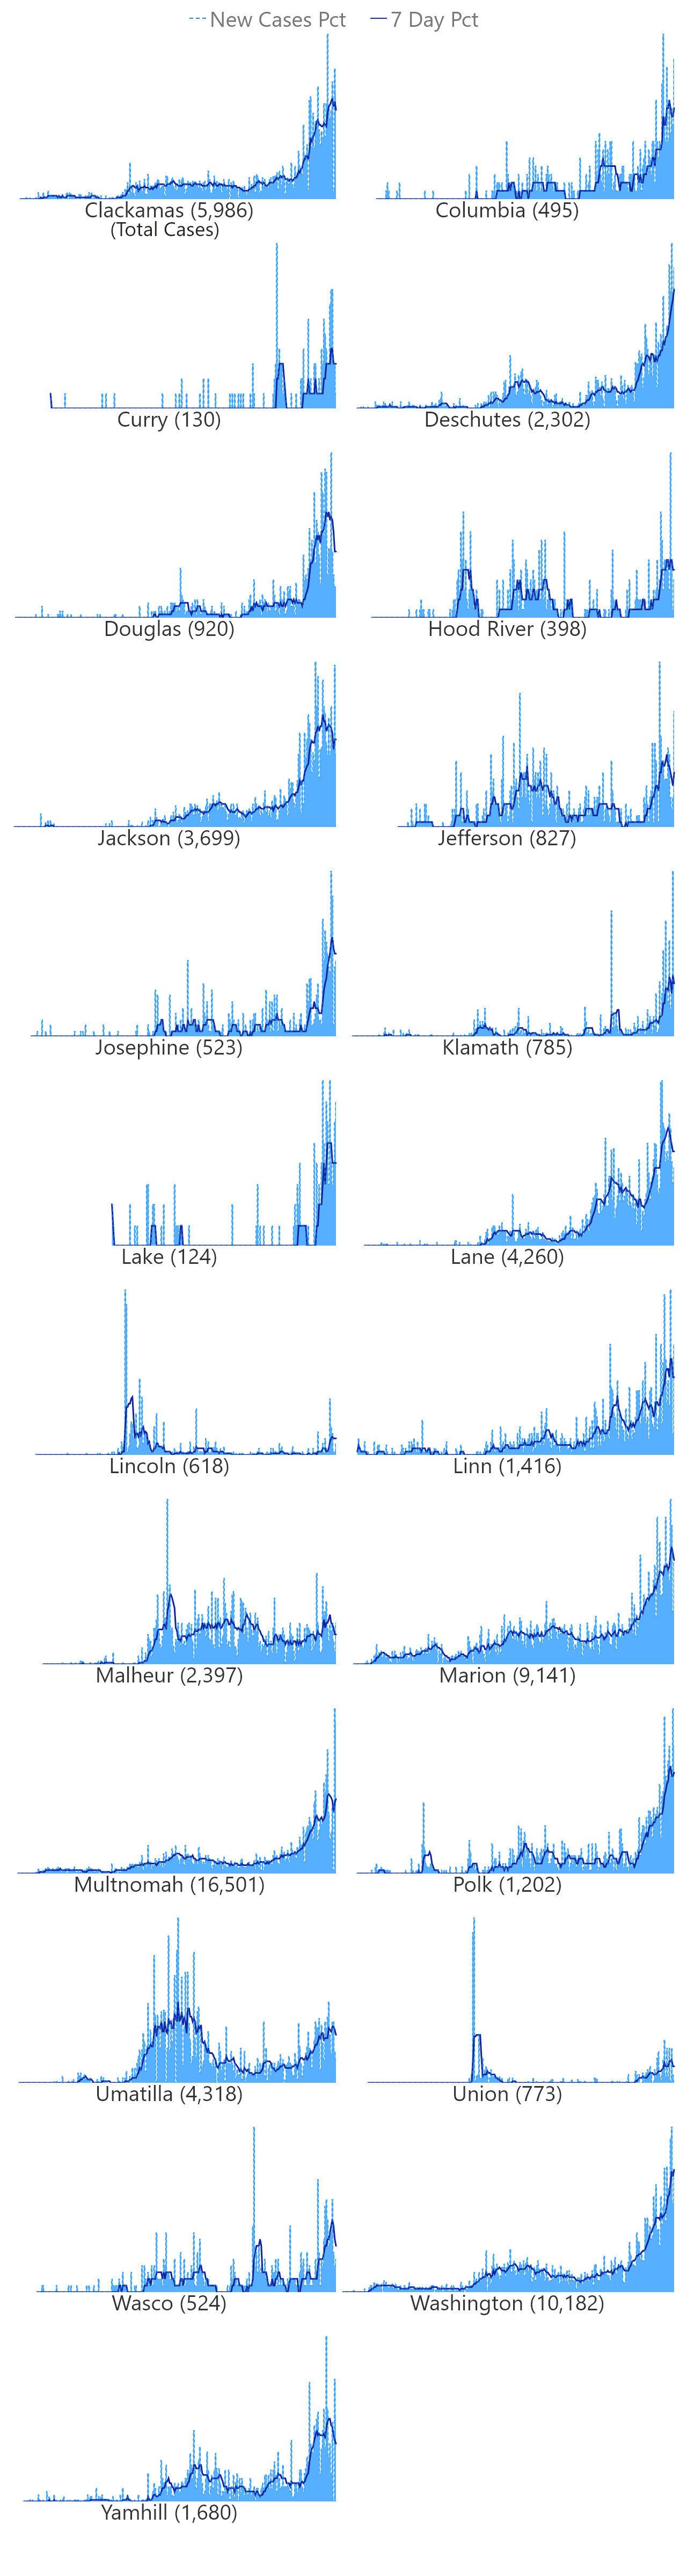 New Cases Pct 7 Day Pct
Clackamas (5,986) Columbia (495)
(Total Cases)
Curry (130) Deschutes (2,302)
Douglas (920) Hood River (398)
Jackson (3,699) Jefferson (827)
Josephine (523) Klamath (785)
Lake (124) Lane (4,260)
Lincoln (618) Linn (1,416)
Malheur (2,397) Marion (9,141)
Multnomah (16,501) Polk (1,202)
Umatilla (4,318) Union (773)
Wasco (524) Washington (10,182)
Yamhill (1,680)